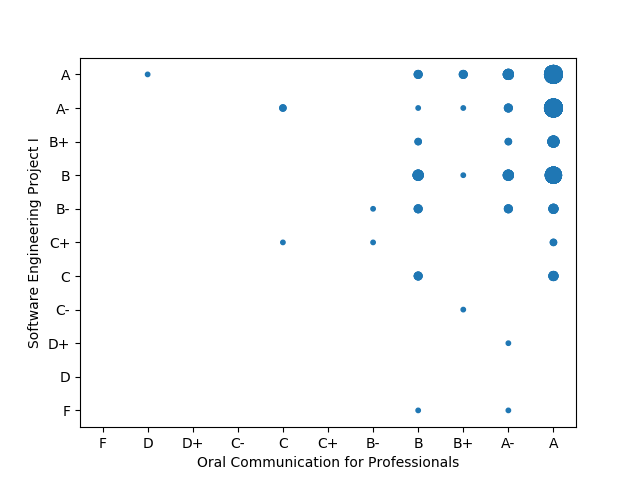 A
A-
B+
B
B-
C+
C
C-
D+
D
F
Software Engineering Project I
F D D+ C- C C+ B- B B+ A- A
Oral Communication for Professionals